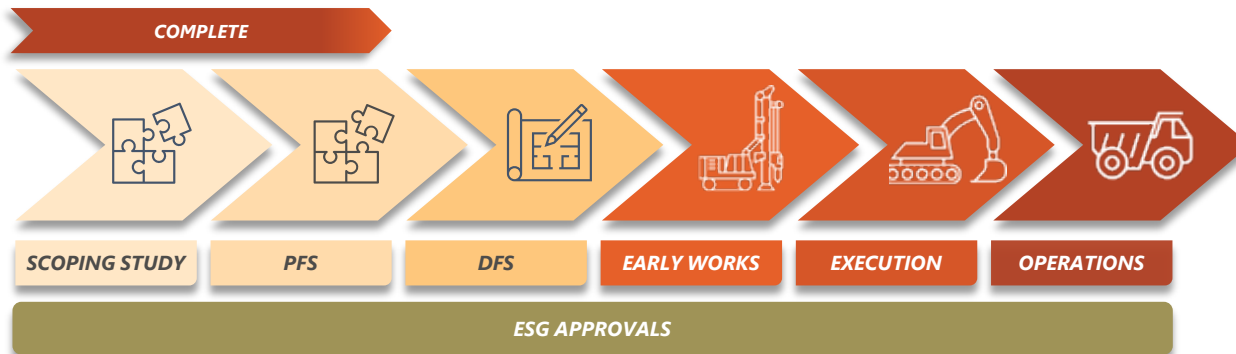 COMPLETE
SCOPING STUDY
PFS
DFS
EARLY WORKS
EXECUTION
OPERATIONS
ESG APPROVALS